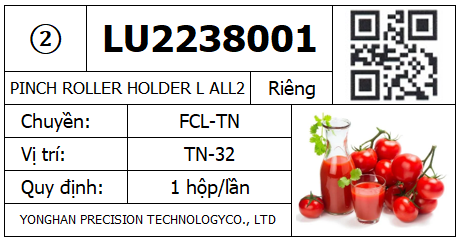 ② LU2238001
PINCH ROLLER HOLDER L ALL2 Riêng
Chuyền: FCL-TN
Vị trí: TN-32
Quy định: 1 hộp/lần
YONGHAN PRECISION TECHNOLOGYCO., LTD